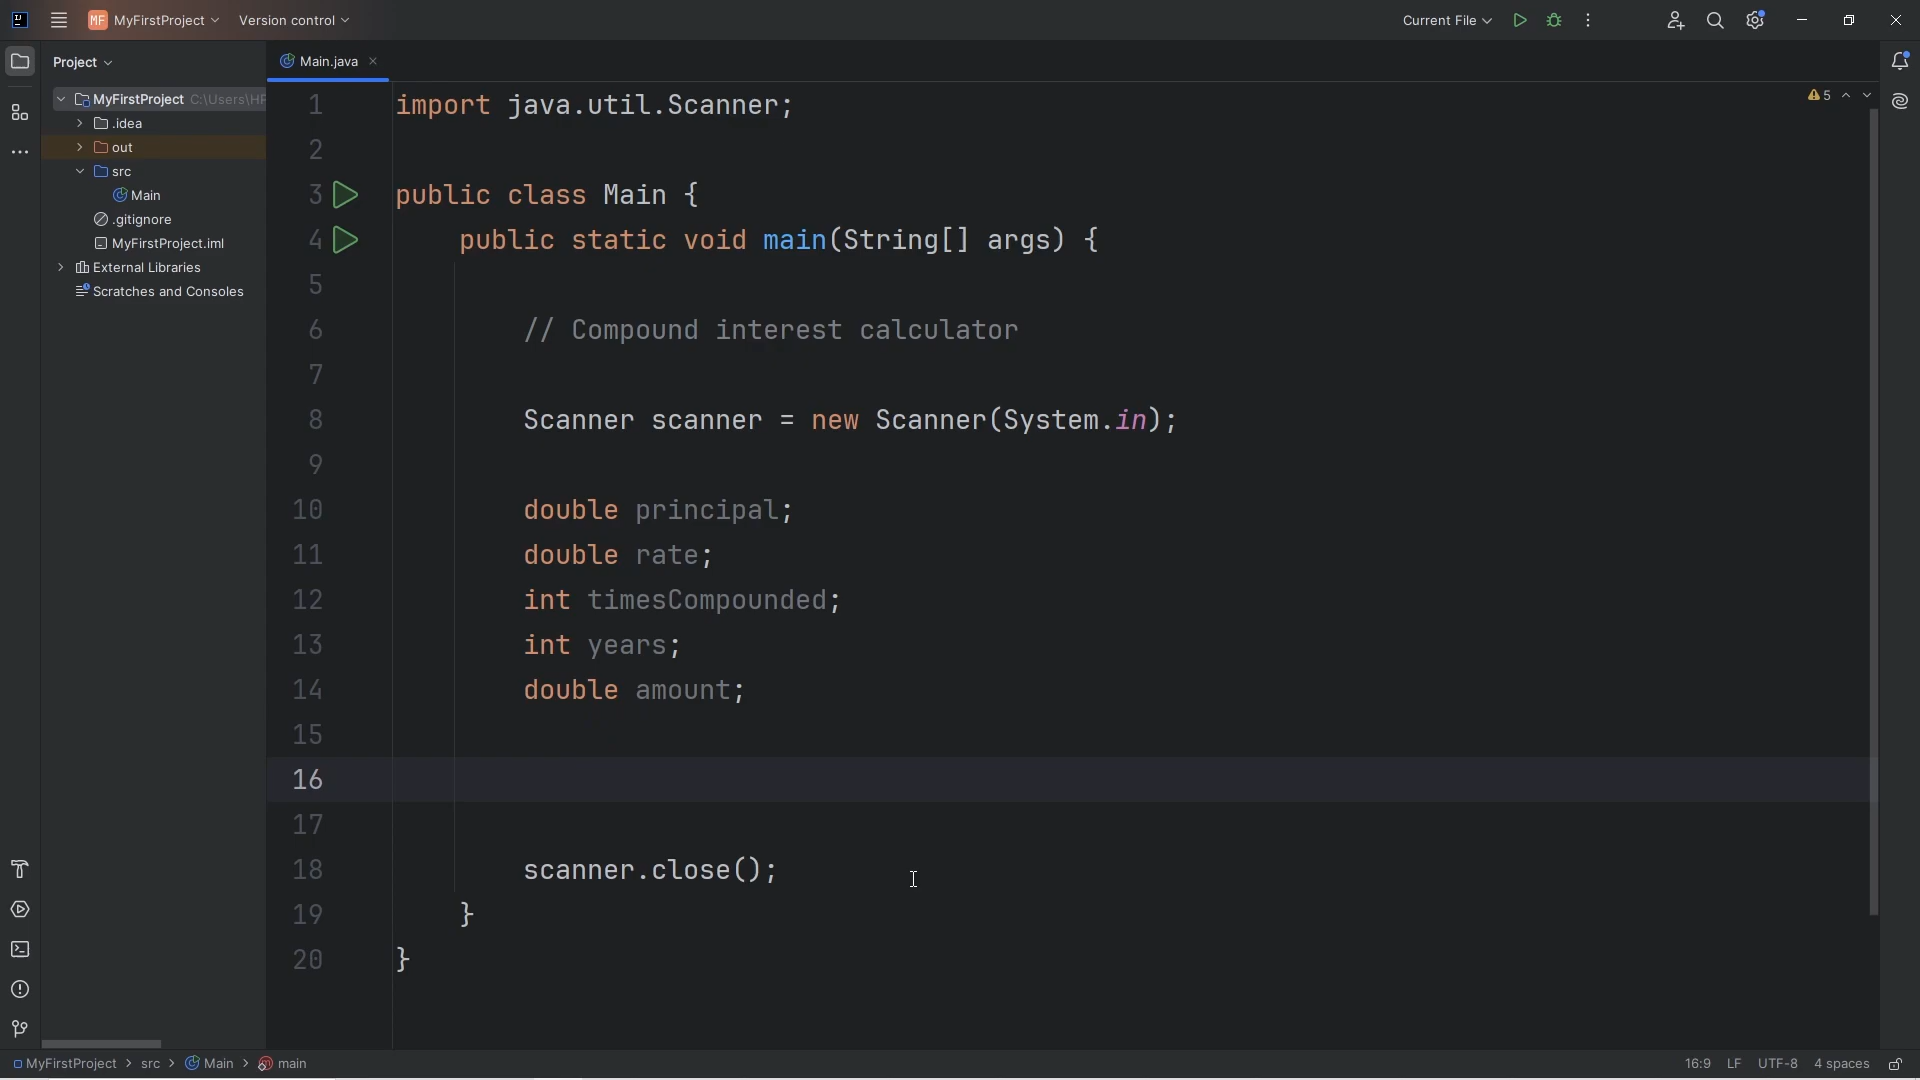 MF MyFirstProject Version control Current File
Project
Main.java
MyFirstProject C:\Users\HP
.idea
out
src
Main
.gitignore
MyFirstProject.iml
External Libraries
Scratches and Consoles
5
1 import java.util.Scanner;
2
3 public class Main {
4 public static void main(String[] args) {
5
6 // Compound interest calculator
7
8 Scanner scanner = new Scanner(System.in);
9
10 double principal;
11 double rate;
12 int timesCompounded;
13 int years;
14 double amount;
15
16
17
18 scanner.close();
19 }
20 }
MyFirstProject > src > Main > main 16:9 LF UTF-8 4 spaces